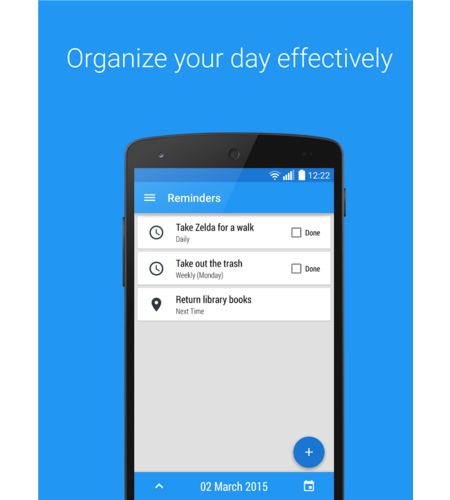 Organize your day effectively
12:22
Reminders
Take Zelda for a walk
Daily
Done
Take out the trash
Weekly (Monday)
Done
Return library books
Next Time
+
02 March 2015